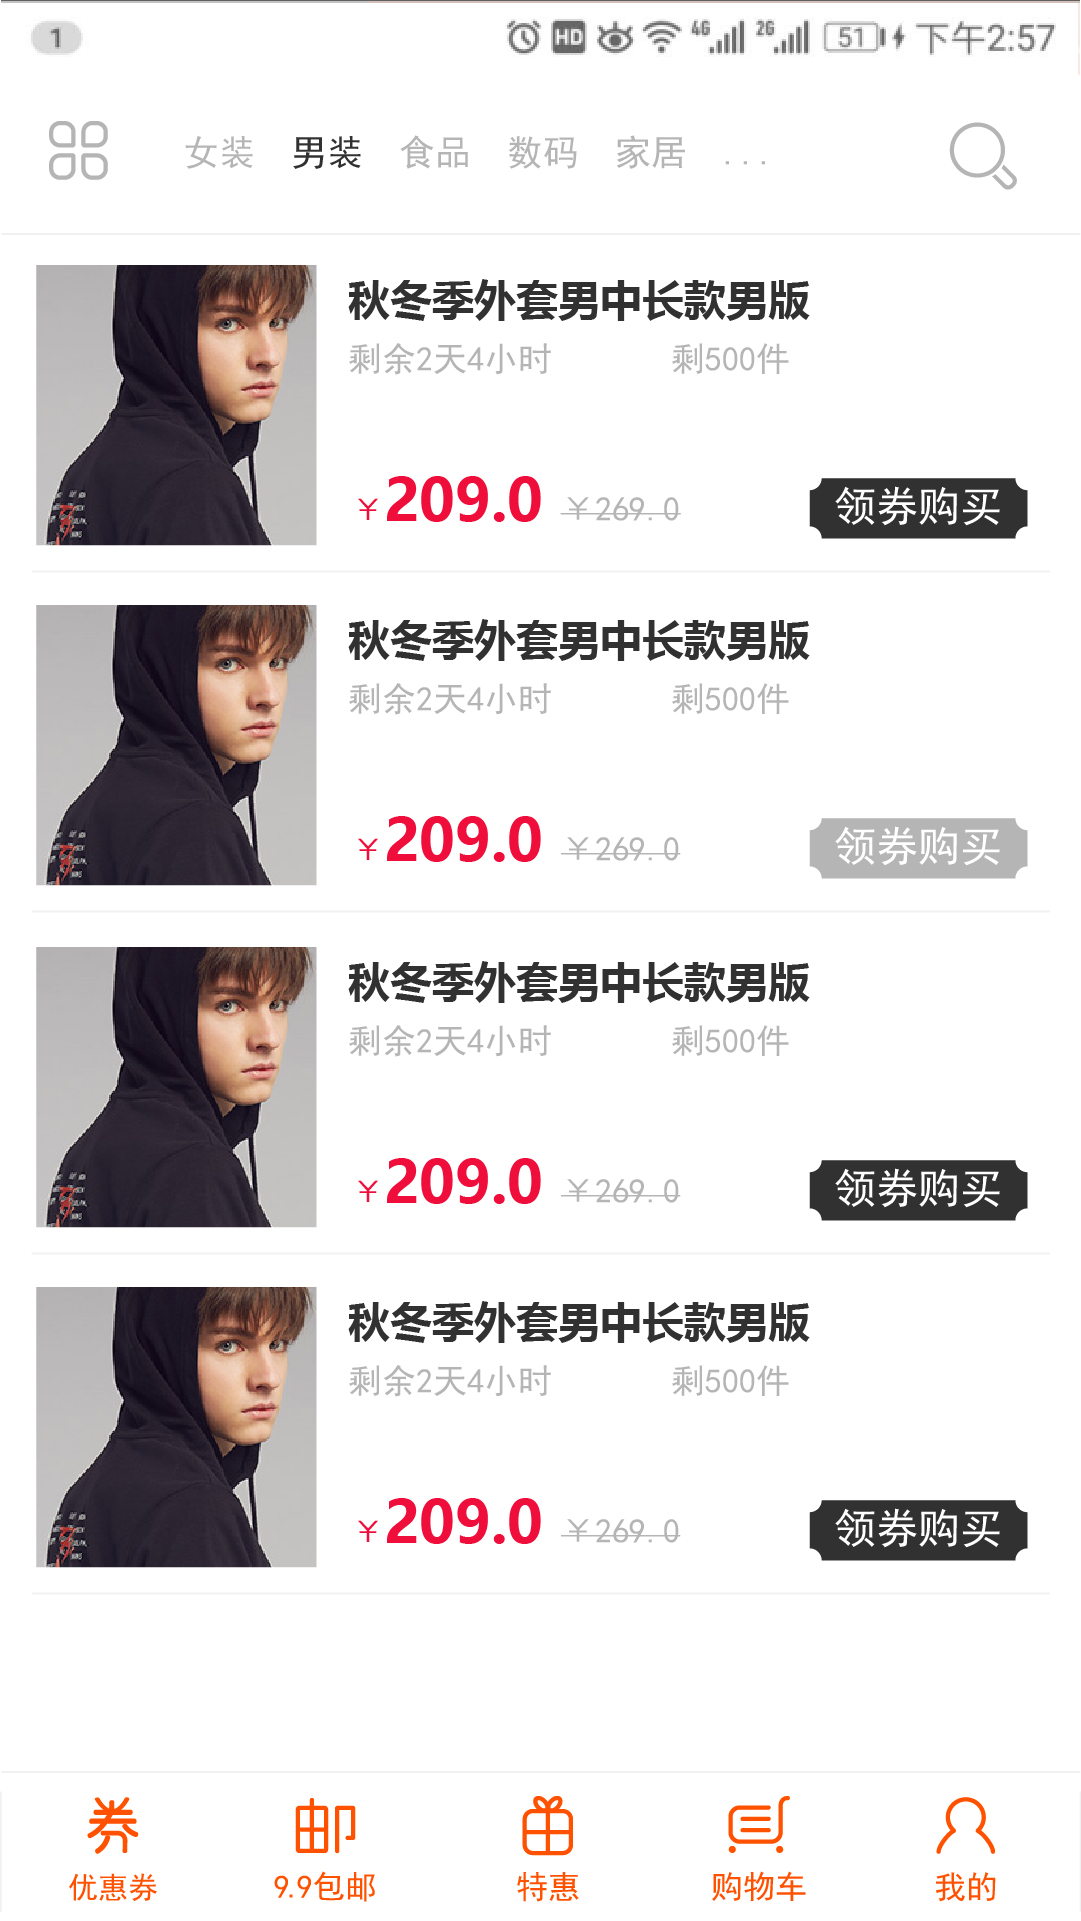 1 HD 4G 2G 51 下午2:57
女装 男装 食品 数码 家居 ...
秋冬季外套男中长款男版
剩余2天4小时 剩500件
¥209.0 ¥269.0 领券购买
秋冬季外套男中长款男版
剩余2天4小时 剩500件
¥209.0 ¥269.0 领券购买
秋冬季外套男中长款男版
剩余2天4小时 剩500件
¥209.0 ¥269.0 领券购买
秋冬季外套男中长款男版
剩余2天4小时 剩500件
¥209.0 ¥269.0 领券购买
券 邮
优惠券 9.9包邮 特惠 购物车 我的